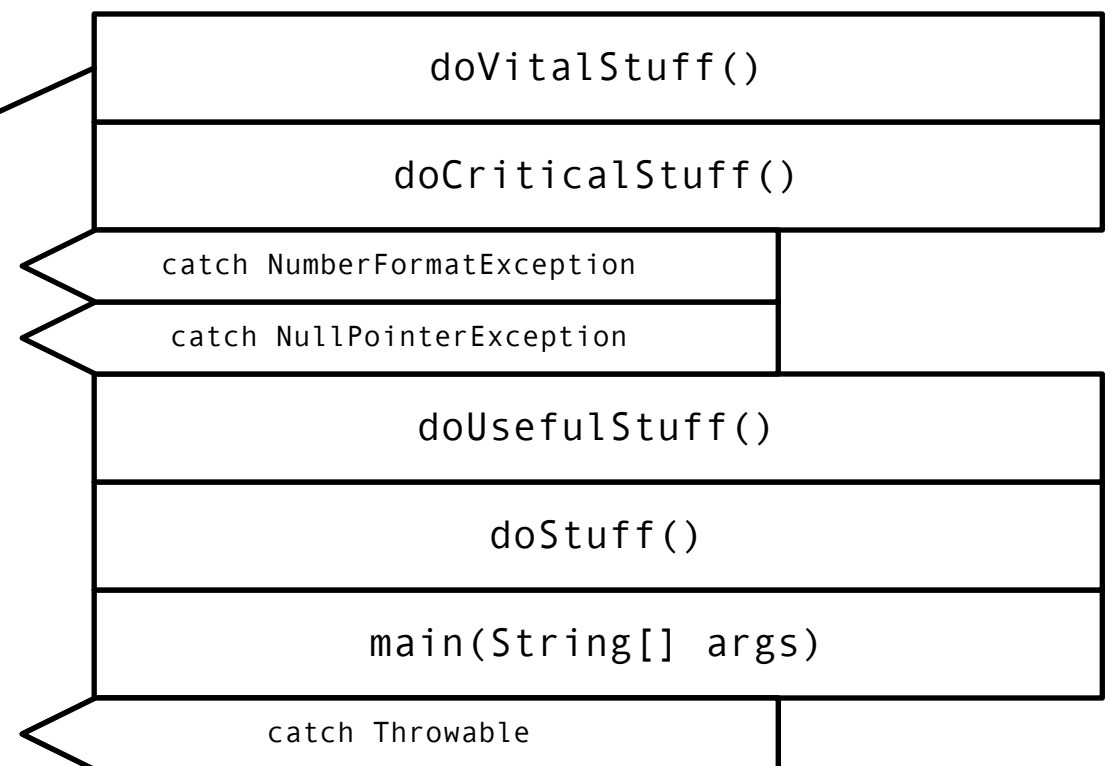 doVitalStuff()
doCriticalStuff()
catch NumberFormatException
catch NullPointerException
doUsefulStuff()
doStuff()
main(String[] args)
catch Throwable